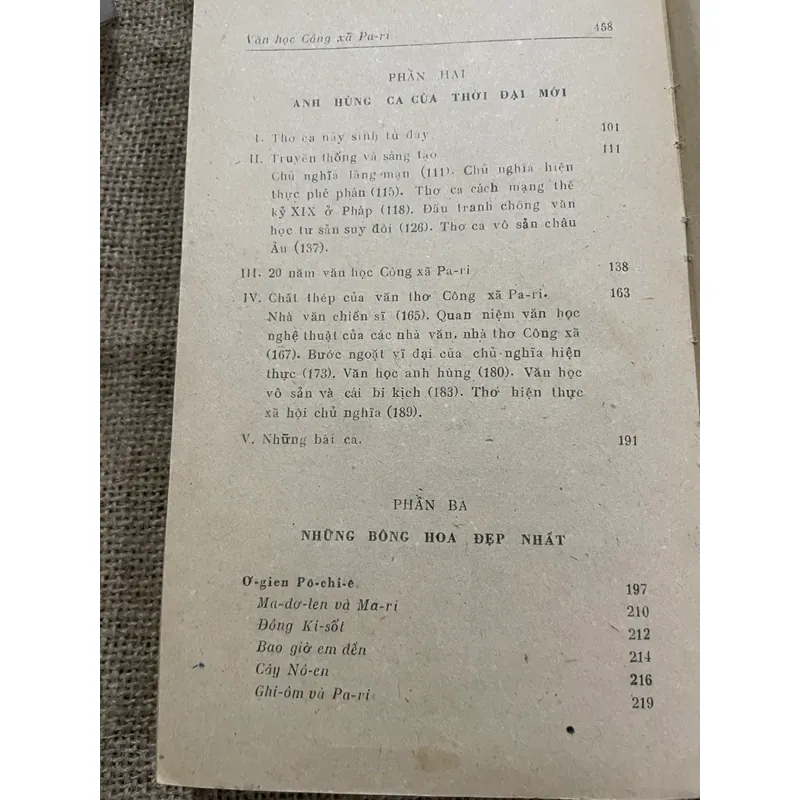 Văn học Công xã Pa-ri 458
PHẦN HAI
ANH HÙNG CA CỦA THỜI ĐẠI MỚI
I. Thơ ca nảy sinh từ đây 101
II. Truyền thống và sáng tạo 111
Chủ nghĩa lãng mạn (111). Chủ nghĩa hiện
thực phê phán (115). Thơ ca cách mạng thế
kỷ XIX ở Pháp (118). Đấu tranh chống văn
học tư sản suy đồi (126). Thơ ca vô sản châu
Âu (137).
III. 20 năm văn học Công xã Pa-ri 138
IV. Chất thép của văn thơ Công xã Pa-ri. 163
Nhà văn chiến sĩ (165). Quan niệm văn học
nghệ thuật của các nhà văn, nhà thơ Công xã
(167). Bước ngoặt vĩ đại của chủ nghĩa hiện
thực (173). Văn học anh hùng (180). Văn học
vô sản và cái bi kịch (183). Thơ hiện thực
xã hội chủ nghĩa (189).
V. Những bài ca. 191
PHẦN BA
NHỮNG BÔNG HOA ĐẸP NHẤT
Ơ-gien Pô-chi-ê 197
Ma-dơ-len và Ma-ri 210
Đông Ki-sốt 212
Bao giờ em đến 214
Cây Nô-en 216
Ghi-ôm và Pa-ri 219